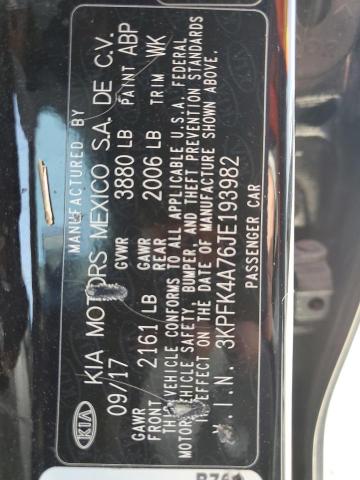 MANUFACTURED BY
KIA KIA MOTORS MEXICO S.A. DE C.V.
09/17 GVWR 3880 LB PAINT ABP
GAWR FRONT 2161 LB GAWR REAR 2006 LB TRIM WK
THIS VEHICLE CONFORMS TO ALL APPLICABLE U.S.A. FEDERAL
MOTOR VEHICLE SAFETY, BUMPER, AND THEFT PREVENTION STANDARDS
IN EFFECT ON THE DATE OF MANUFACTURE SHOWN ABOVE.
V.I.N. 3KPFK4A76JE193982
PASSENGER CAR